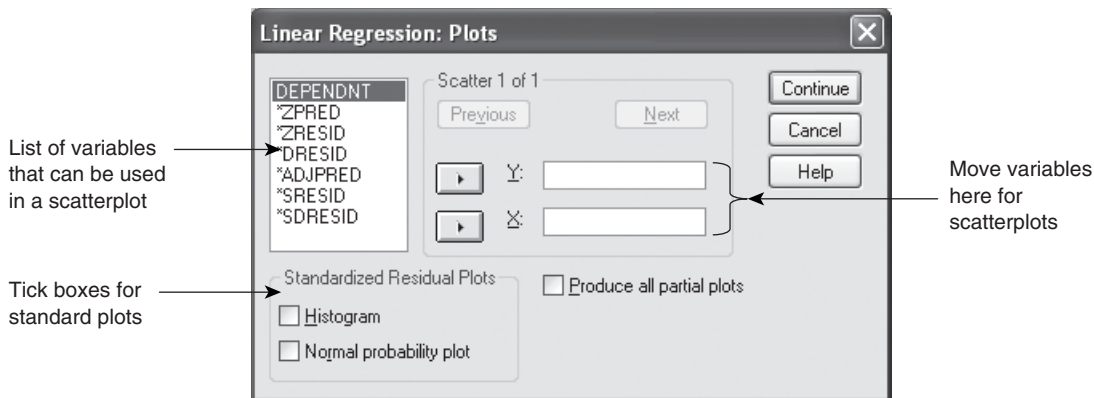 Linear Regression: Plots
DEPENDNT
*ZPRED
*ZRESID
*DRESID
*ADJPRED
*SRESID
*SDRESID
Scatter 1 of 1
Previous
Next
Y:
X:
Continue
Cancel
Help
List of variables
that can be used
in a scatterplot
Move variables
here for
scatterplots
Tick boxes for
standard plots
Standardized Residual Plots
Histogram
Normal probability plot
Produce all partial plots